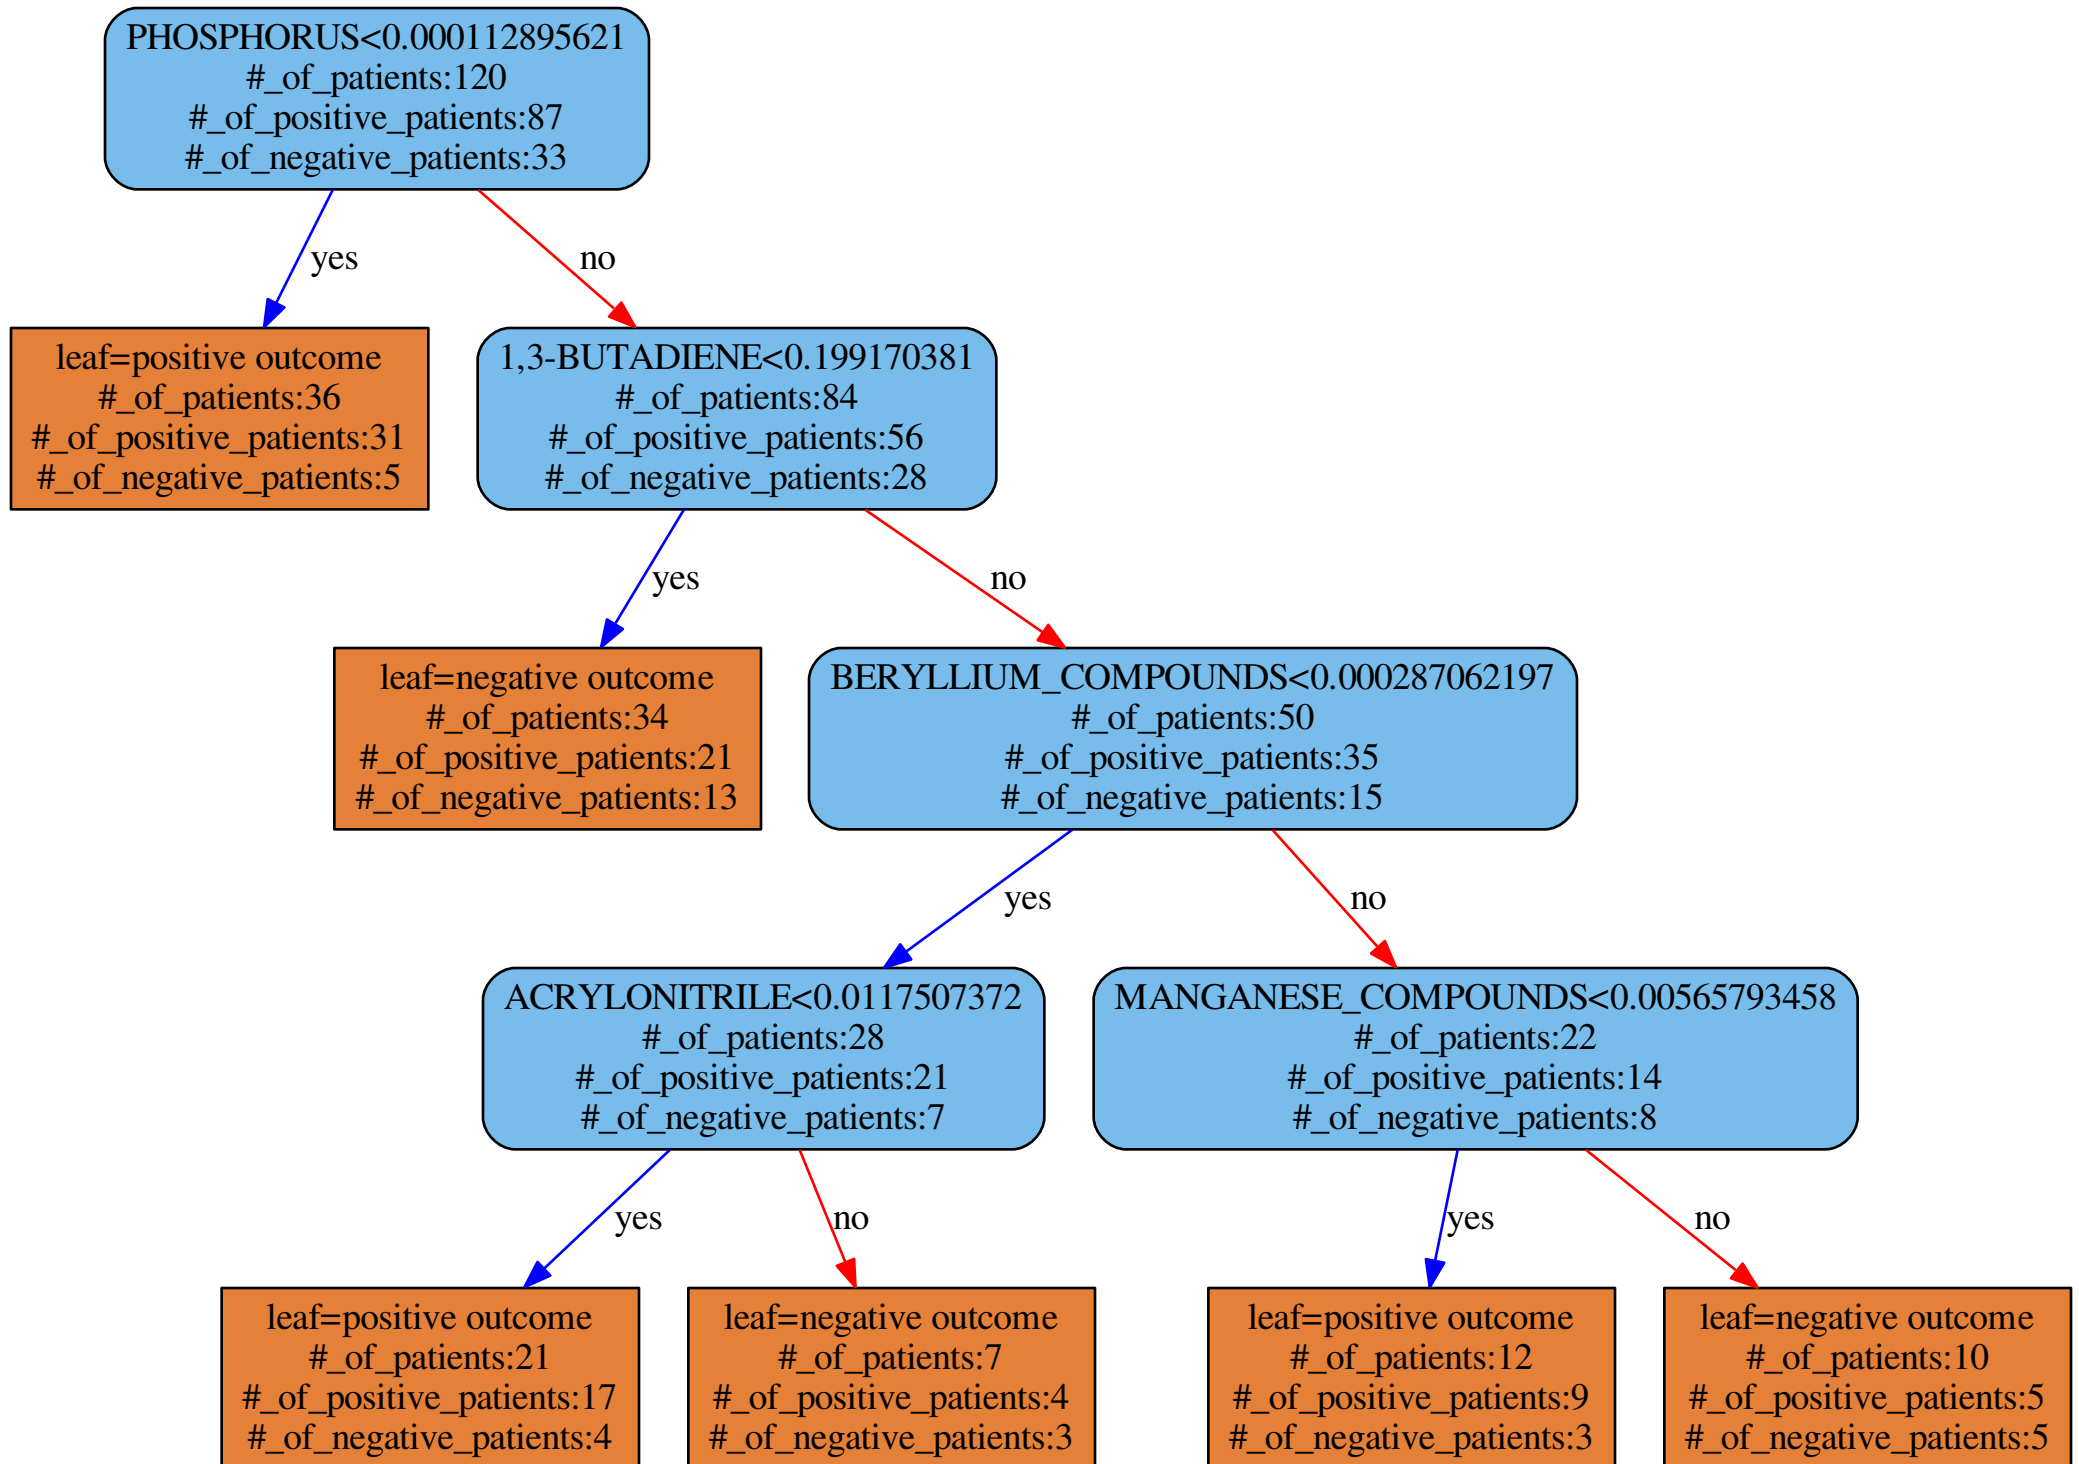 PHOSPHORUS<0.000112895621
#_of_patients:120
#_of_positive_patients:87
#_of_negative_patients:33
yes
no
leaf=positive outcome
#_of_patients:36
#_of_positive_patients:31
#_of_negative_patients:5
1,3-BUTADIENE<0.199170381
#_of_patients:84
#_of_positive_patients:56
#_of_negative_patients:28
yes
no
leaf=negative outcome
#_of_patients:34
#_of_positive_patients:21
#_of_negative_patients:13
BERYLLIUM_COMPOUNDS<0.000287062197
#_of_patients:50
#_of_positive_patients:35
#_of_negative_patients:15
yes
no
ACRYLONITRILE<0.0117507372
#_of_patients:28
#_of_positive_patients:21
#_of_negative_patients:7
MANGANESE_COMPOUNDS<0.00565793458
#_of_patients:22
#_of_positive_patients:14
#_of_negative_patients:8
yes
no
yes
no
leaf=positive outcome
#_of_patients:21
#_of_positive_patients:17
#_of_negative_patients:4
leaf=negative outcome
#_of_patients:7
#_of_positive_patients:4
#_of_negative_patients:3
leaf=positive outcome
#_of_patients:12
#_of_positive_patients:9
#_of_negative_patients:3
leaf=negative outcome
#_of_patients:10
#_of_positive_patients:5
#_of_negative_patients:5